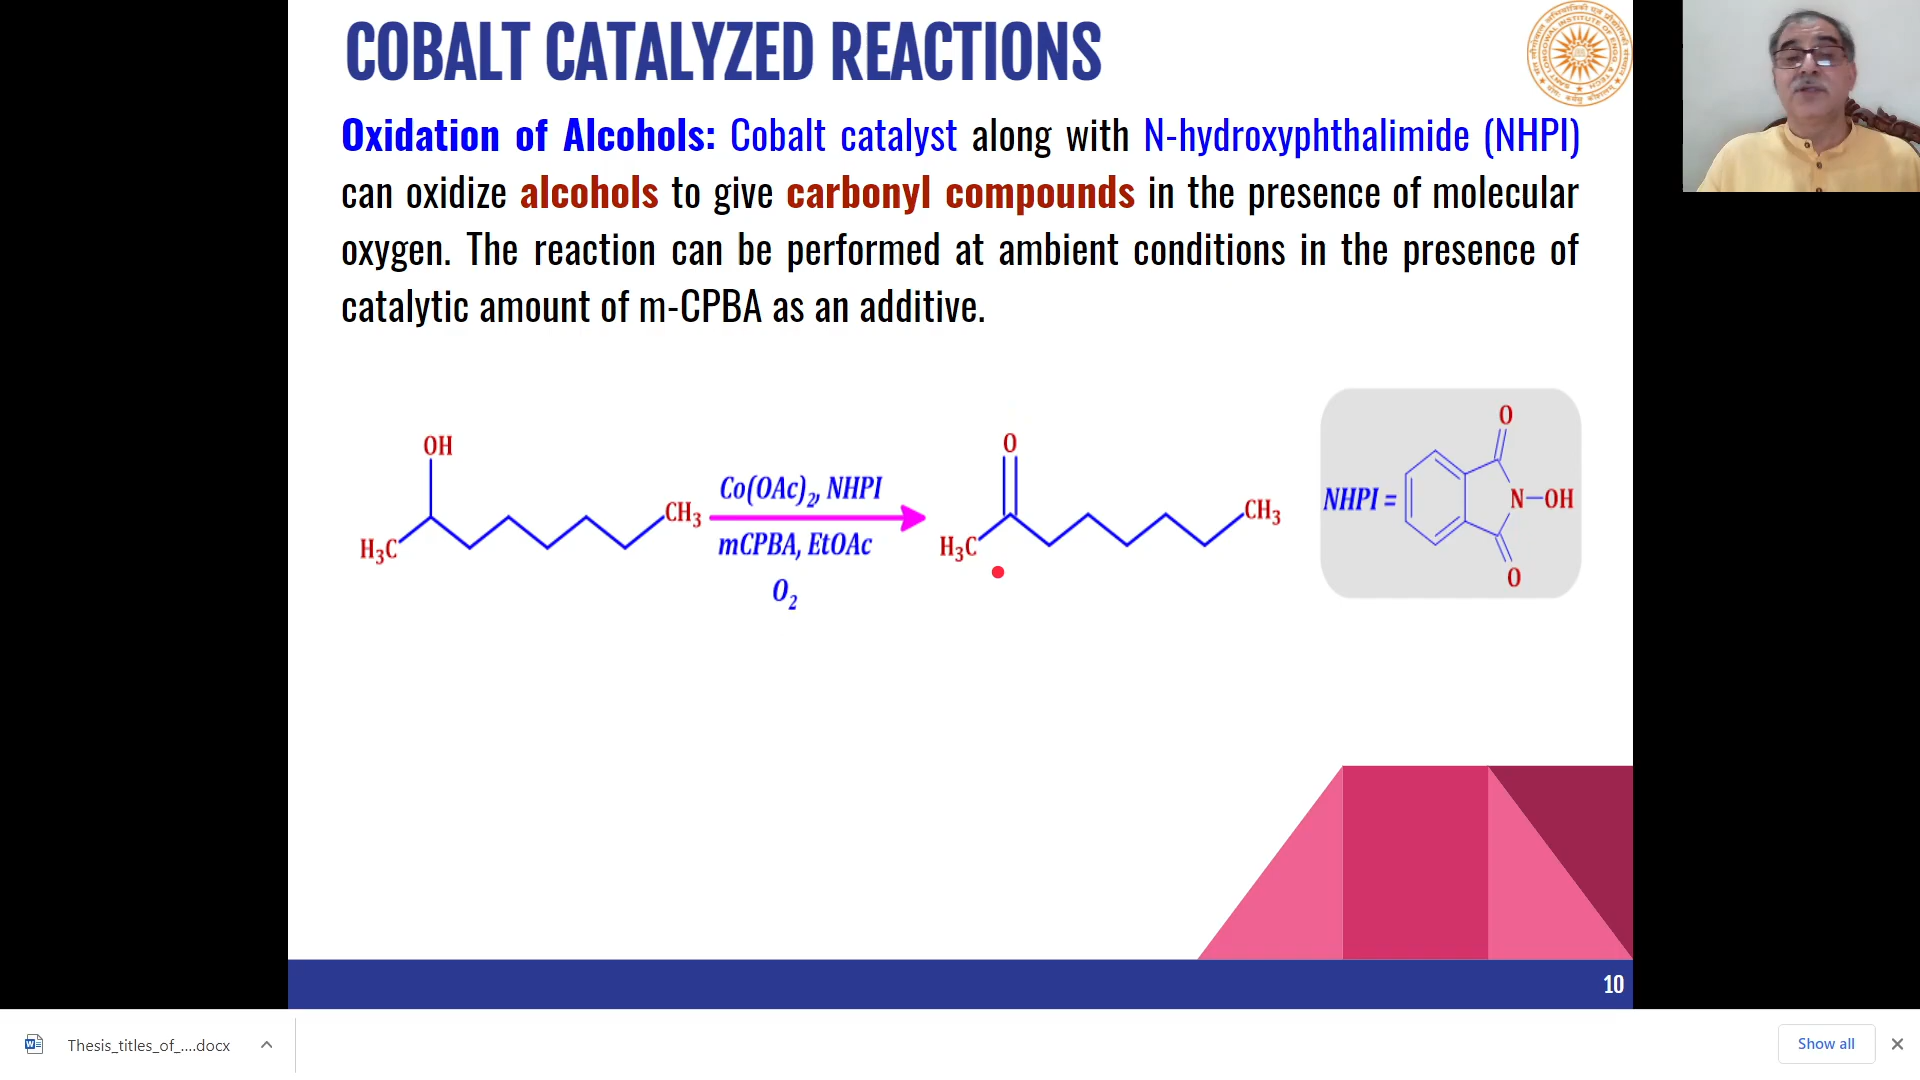 COBALT CATALYZED REACTIONS
Oxidation of Alcohols: Cobalt catalyst along with N-hydroxyphthalimide (NHPI)
can oxidize alcohols to give carbonyl compounds in the presence of molecular
oxygen. The reaction can be performed at ambient conditions in the presence of
catalytic amount of m-CPBA as an additive.
OH
H3C
CH3
Co(OAc)2, NHPI
mCPBA, EtOAc
O2
O
H3C
CH3
NHPI =
O
N-OH
O
10
Thesis_titles_of_....docx
Show all